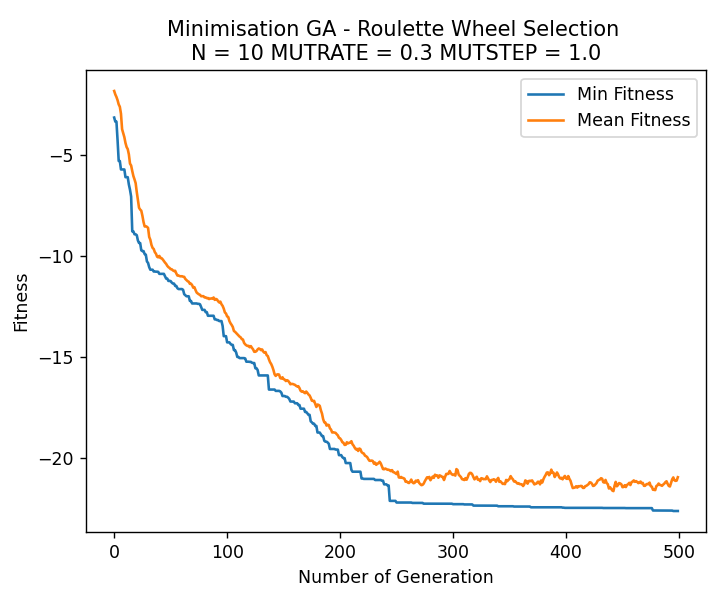 Minimisation GA - Roulette Wheel Selection
N = 10 MUTRATE = 0.3 MUTSTEP = 1.0
Min Fitness
Mean Fitness
−5
−10
−15
−20
Fitness
0 100 200 300 400 500
Number of Generation